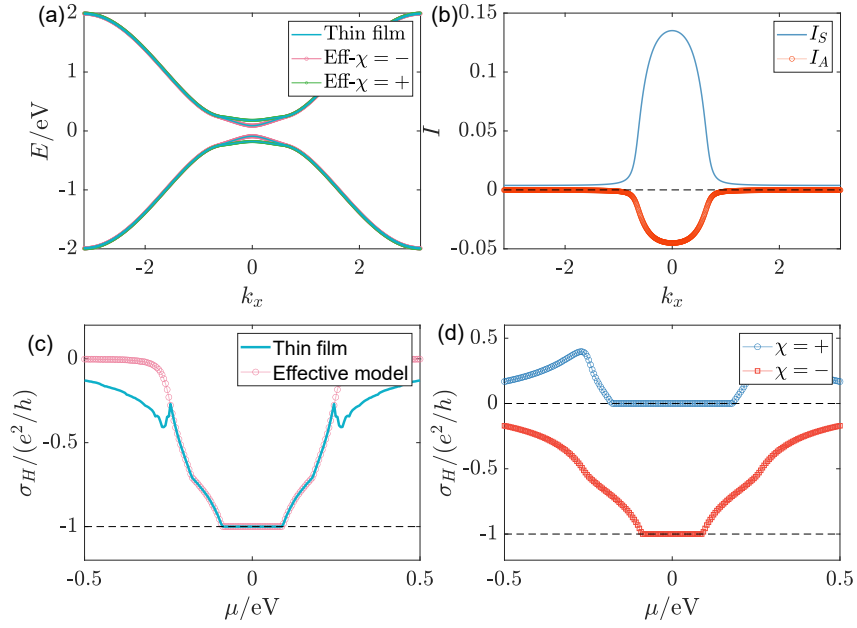 (a)
2
1
0
-1
-2
E/eV
-2
0
2
k_x
Thin film
Eff-χ = −
Eff-χ = +
(b)
0.15
0.1
0.05
0
-0.05
I
-2
0
2
k_x
I_S
I_A
(c)
0
-0.5
-1
σ_H/(e²/h)
-0.5
0
0.5
μ/eV
Thin film
Effective model
(d)
0.5
0
-0.5
-1
σ_H/(e²/h)
-0.5
0
0.5
μ/eV
χ = +
χ = −